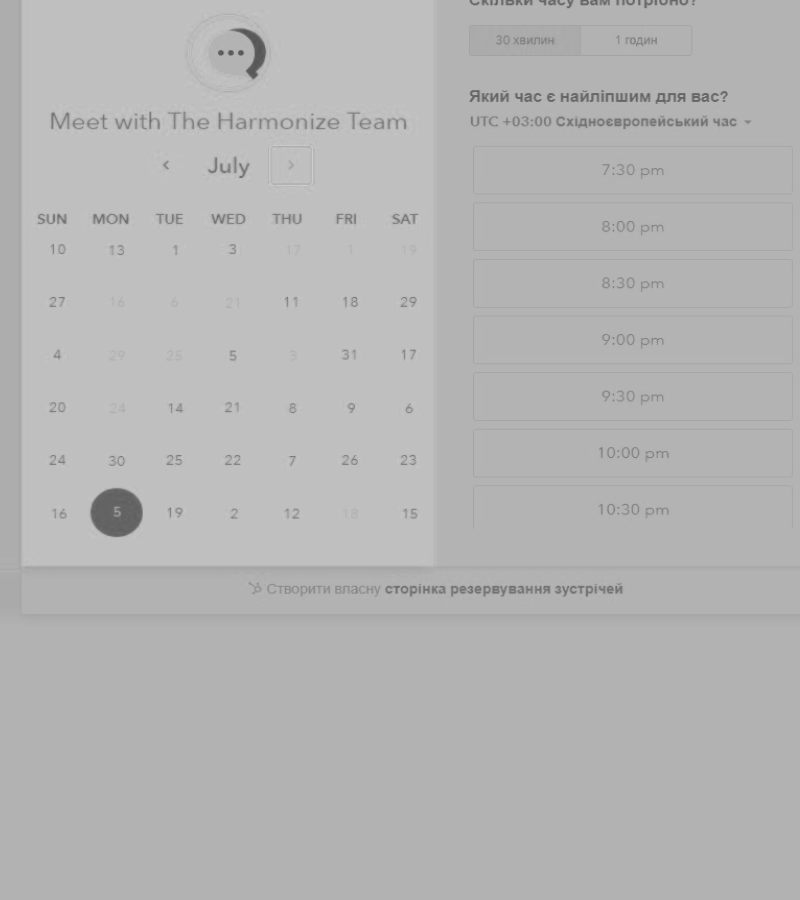 Meet with The Harmonize Team
July
SUN MON TUE WED THU FRI SAT
10 13 1 3 17 1 19
27 16 6 21 11 18 29
4 29 25 5 3 31 17
20 24 14 21 8 9 6
24 30 25 22 7 26 23
16 5 19 2 12 18 15
Скільки часу вам потрібно?
30 хвилин 1 годин
Який час є найліпшим для вас?
UTC +03:00 Східноєвропейський час
7:30 pm
8:00 pm
8:30 pm
9:00 pm
9:30 pm
10:00 pm
10:30 pm
Створити власну сторінка резервування зустрічей